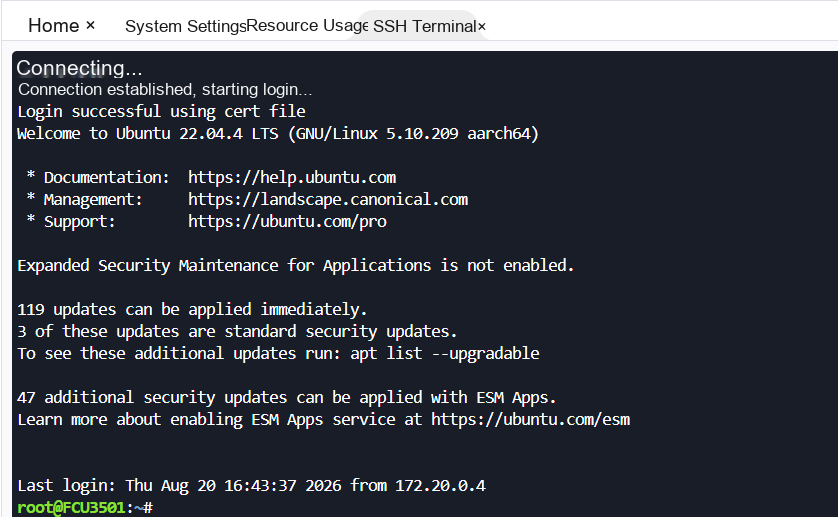 Home × System Settings Resource Usage SSH Terminal×
Connecting...
Connection established, starting login...
Login successful using cert file
Welcome to Ubuntu 22.04.4 LTS (GNU/Linux 5.10.209 aarch64)
* Documentation: https://help.ubuntu.com
* Management: https://landscape.canonical.com
* Support: https://ubuntu.com/pro
Expanded Security Maintenance for Applications is not enabled.
119 updates can be applied immediately.
3 of these updates are standard security updates.
To see these additional updates run: apt list --upgradable
47 additional security updates can be applied with ESM Apps.
Learn more about enabling ESM Apps service at https://ubuntu.com/esm
Last login: Thu Aug 20 16:43:37 2026 from 172.20.0.4
root@FCU3501:~#